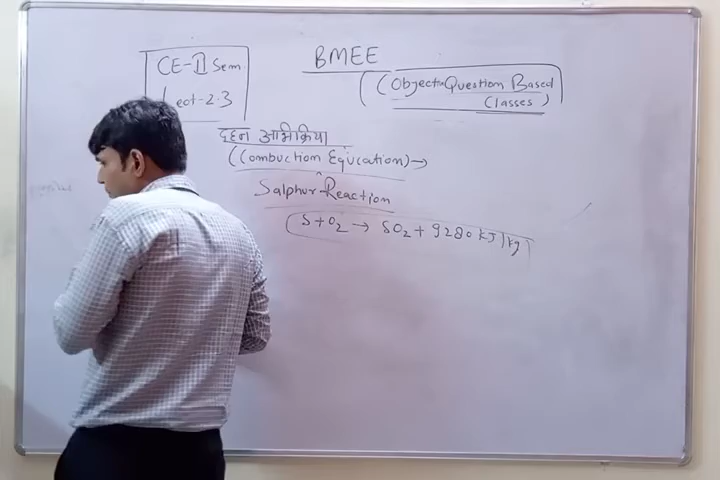 BMEE
CE-II Sem
Lect-2.3
(Objective Question Based
Classes)
दहन अभिक्रिया
(Combuction Equcation) →
Salphur Reaction
S+O₂ → SO₂ + 9280 kJ/kg